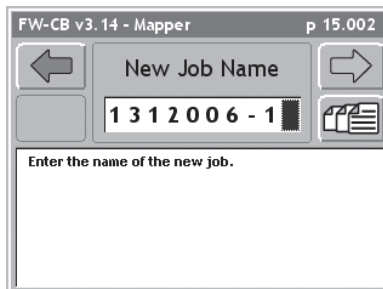 FW-CB v3.14 - Mapper p 15.002
New Job Name
1312006-1
Enter the name of the new job.